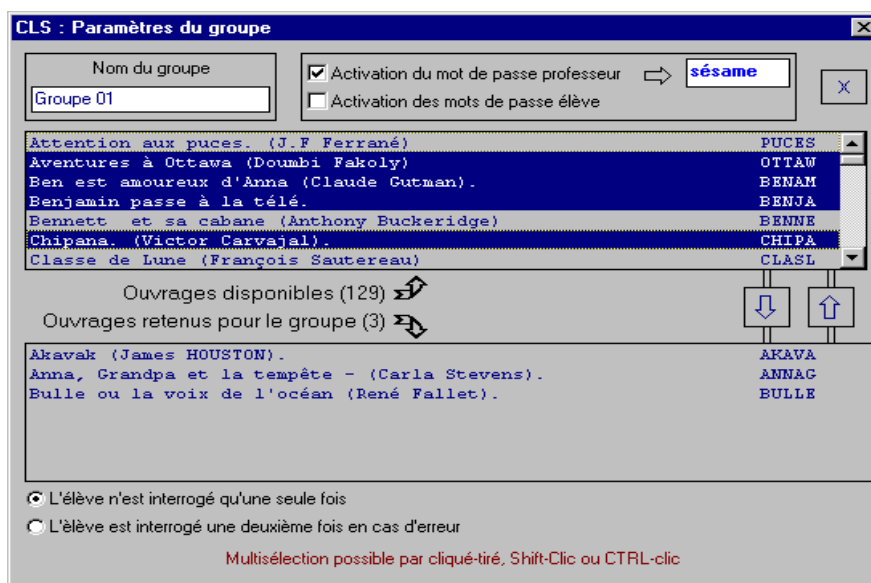 CLS : Paramètres du groupe
Nom du groupe
Groupe 01
Activation du mot de passe professeur
sésame
Activation des mots de passe élève
X
Attention aux puces. (J.F Ferrané) PUCES
Aventures à Ottawa (Doumbi Fakoly) OTTAW
Ben est amoureux d'Anna (Claude Gutman). BENAM
Benjamin passe à la télé. BENJA
Bennett et sa cabane (Anthony Buckeridge) BENNE
Chipana. (Victor Carvajal). CHIPA
Classe de Lune (François Sautereau) CLASL
Ouvrages disponibles (129)
Ouvrages retenus pour le groupe (3)
Akavak (James HOUSTON). AKAVA
Anna, Grandpa et la tempête - (Carla Stevens). ANNAG
Bulle ou la voix de l'océan (René Fallet). BULLE
L'élève n'est interrogé qu'une seule fois
L'èlève est interrogé une deuxième fois en cas d'erreur
Multisélection possible par cliqué-tiré, Shift-Clic ou CTRL-clic